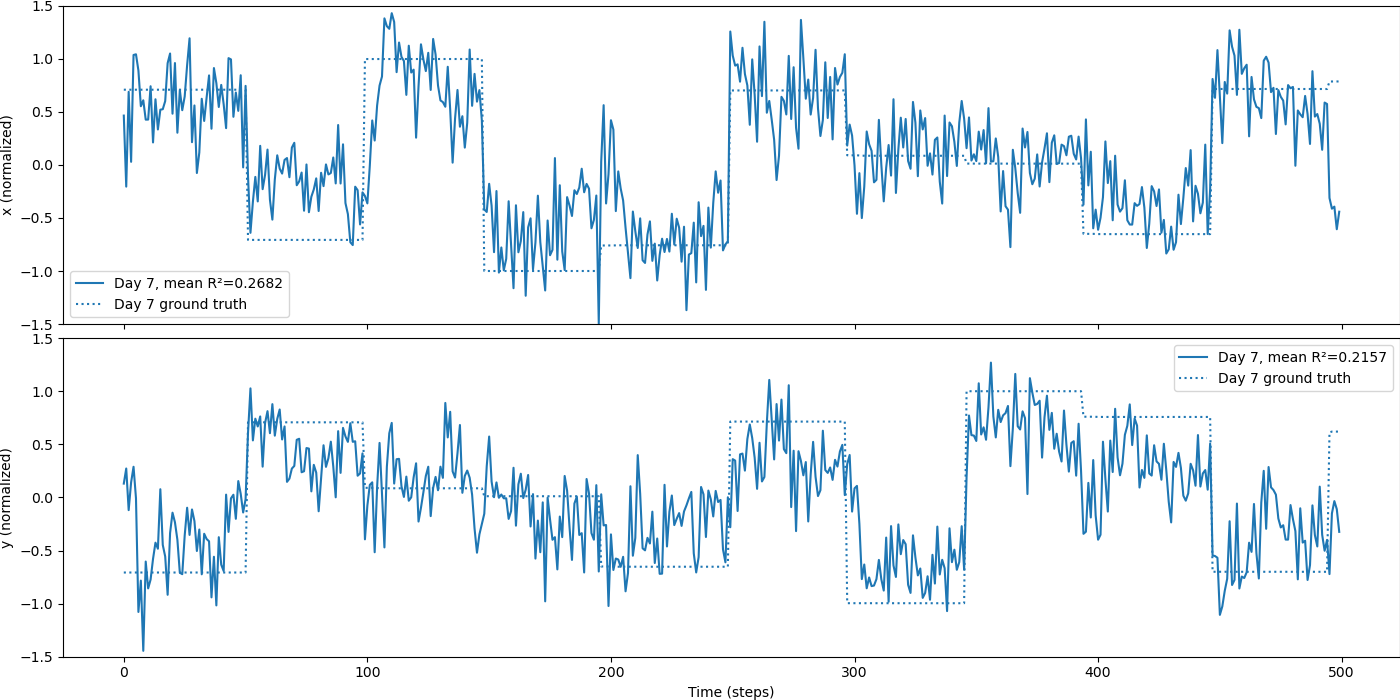 1.5
1.0
0.5
0.0
−0.5
−1.0
−1.5
x (normalized)
Day 7, mean R²=0.2682
Day 7 ground truth
1.5
1.0
0.5
0.0
−0.5
−1.0
−1.5
y (normalized)
Day 7, mean R²=0.2157
Day 7 ground truth
0
100
200
300
400
500
Time (steps)